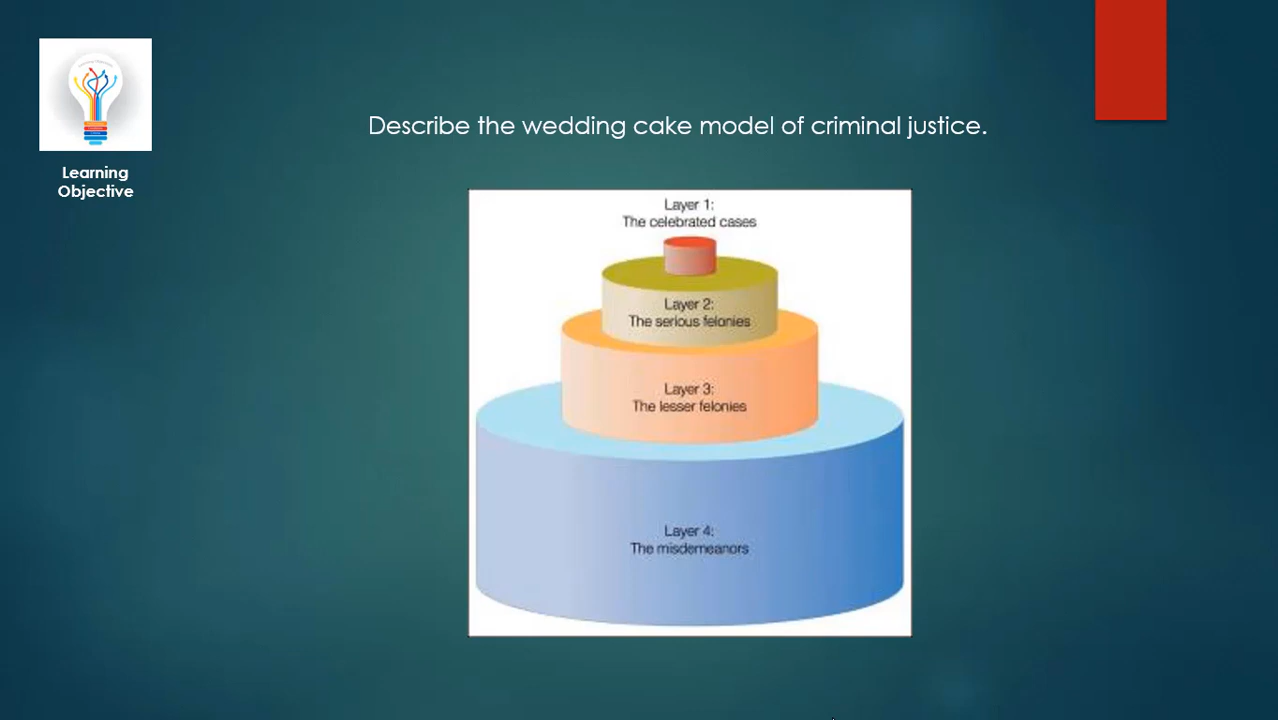 Describe the wedding cake model of criminal justice.
Learning
Objective
Layer 1:
The celebrated cases
Layer 2:
The serious felonies
Layer 3:
The lesser felonies
Layer 4:
The misdemeanors